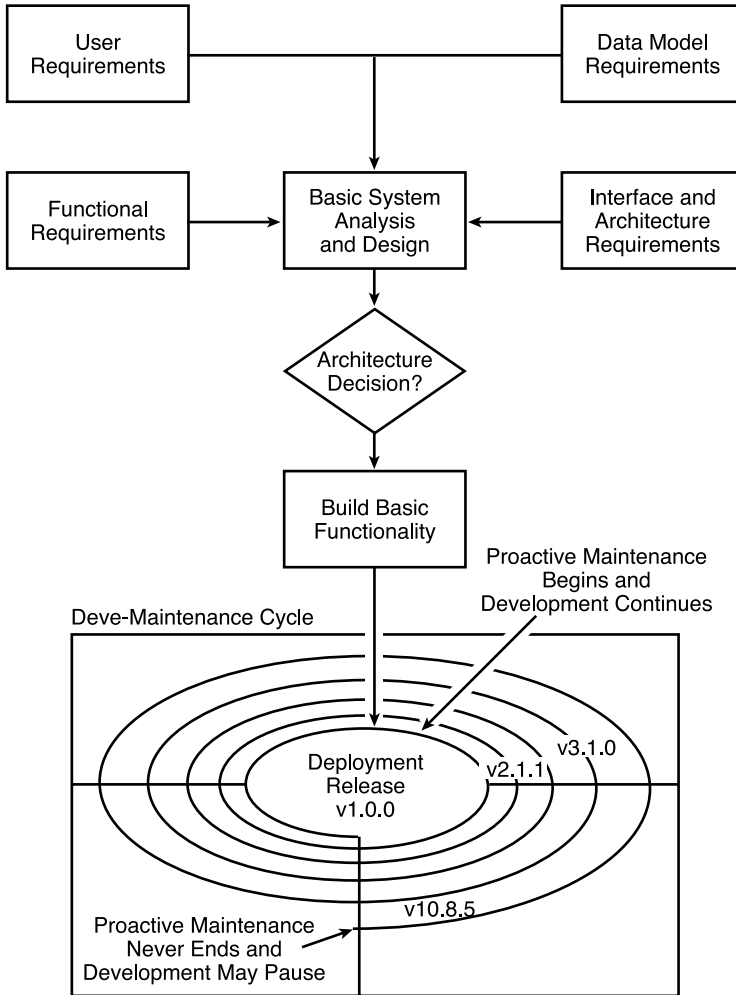 User
Requirements
Data Model
Requirements
Functional
Requirements
Basic System
Analysis
and Design
Interface and
Architecture
Requirements
Architecture
Decision?
Build Basic
Functionality
Proactive Maintenance
Begins and
Development Continues
Deve-Maintenance Cycle
Deployment
Release
v1.0.0
v2.1.1
v3.1.0
v10.8.5
Proactive Maintenance
Never Ends and
Development May Pause